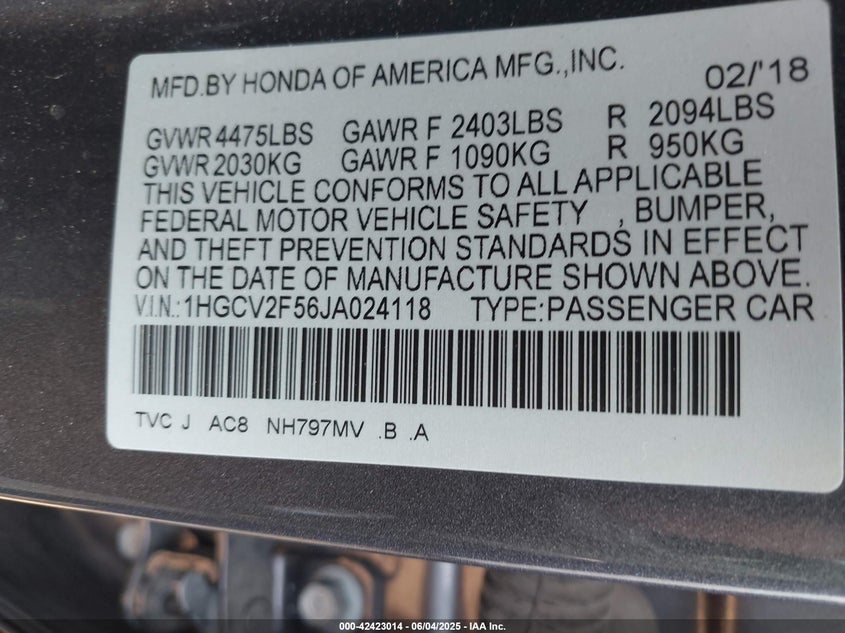 MFD.BY HONDA OF AMERICA MFG.,INC. 02/'18
GVWR 4475LBS GAWR F 2403LBS R 2094LBS
GVWR 2030KG GAWR F 1090KG R 950KG
THIS VEHICLE CONFORMS TO ALL APPLICABLE
FEDERAL MOTOR VEHICLE SAFETY , BUMPER,
AND THEFT PREVENTION STANDARDS IN EFFECT
ON THE DATE OF MANUFACTURE SHOWN ABOVE.
V.I.N.:1HGCV2F56JA024118 TYPE:PASSENGER CAR
TVC J AC8 NH797MV .B .A
000-42423014 - 06/04/2025 - IAA Inc.